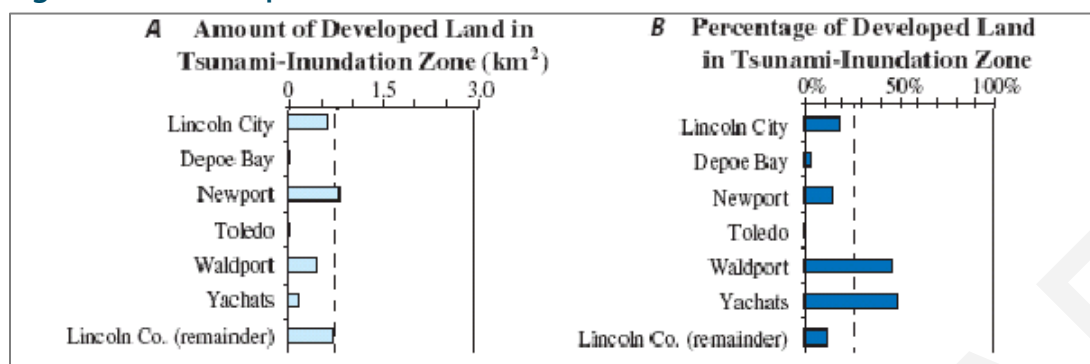 A Amount of Developed Land in
Tsunami-Inundation Zone (km²)
0 1.5 3.0
Lincoln City
Depoe Bay
Newport
Toledo
Waldport
Yachats
Lincoln Co. (remainder)
B Percentage of Developed Land
in Tsunami-Inundation Zone
0% 50% 100%
Lincoln City
Depoe Bay
Newport
Toledo
Waldport
Yachats
Lincoln Co. (remainder)